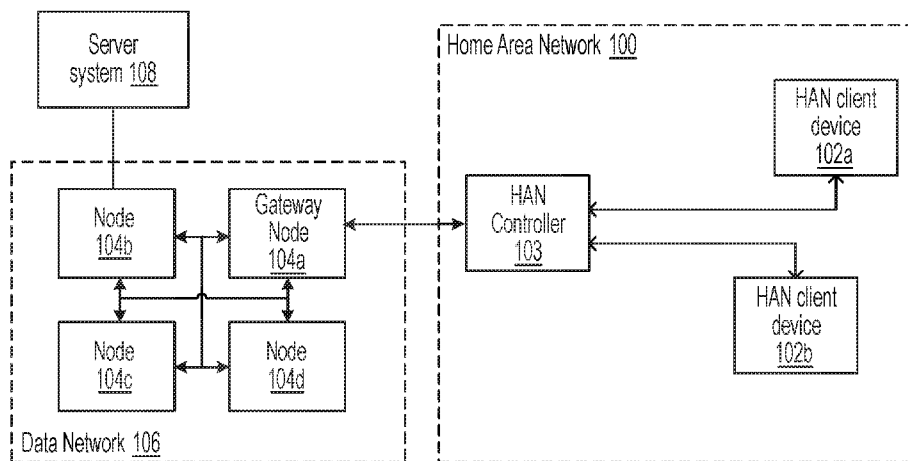 Server
system 108
Home Area Network 100
HAN client
device
102a
HAN
Controller
103
Node
104b
Gateway
Node
104a
HAN client
device
102b
Node
104c
Node
104d
Data Network 106